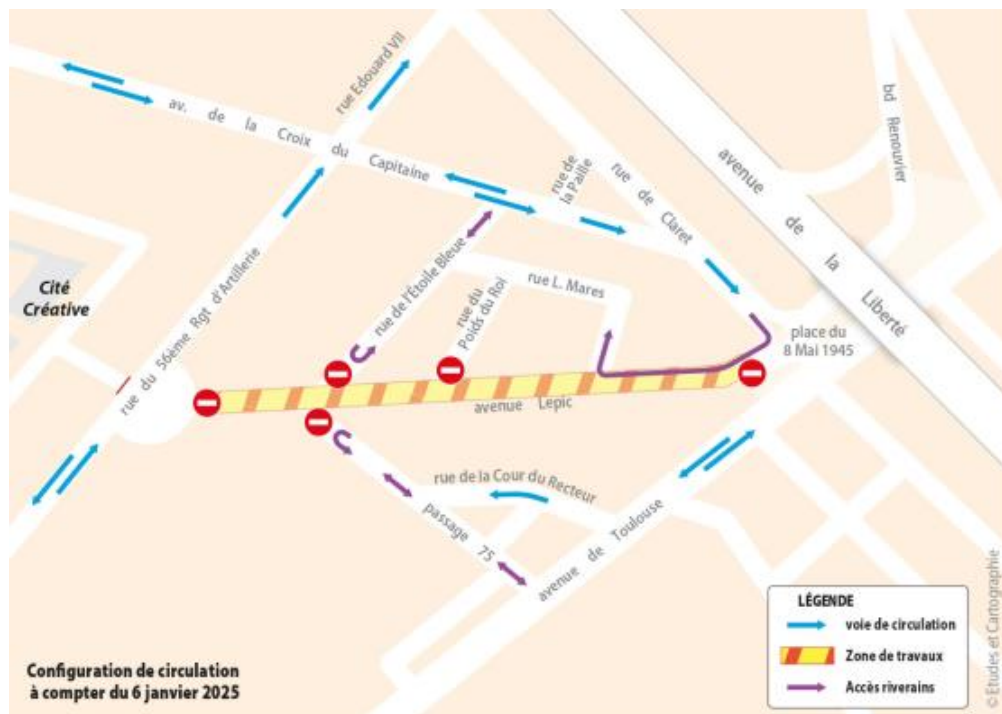 rue Edouard VII
av. de la Croix du Capitaine
rue de
la Paille
rue de Claret
avenue de la Liberté
bd Renouvier
Cité
Créative
rue du 56ème Rgt d'Artillerie
rue de l'Étoile Bleue
rue du
Poids du Roi
rue L. Mares
place du
8 Mai 1945
avenue Lepic
rue de la Cour du Recteur
passage 75
avenue de Toulouse
Configuration de circulation
à compter du 6 janvier 2025
LÉGENDE
voie de circulation
Zone de travaux
Accès riverains
© Etudes et Cartographie